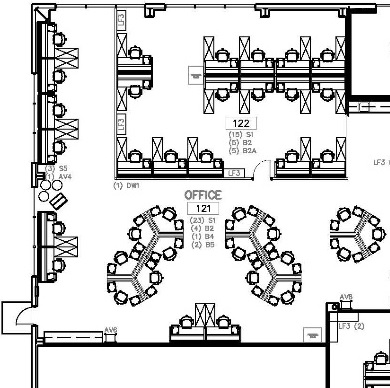 LF3
122
(15) S1
(5) B2
(5) B2A
LF3
LF3
LF3
(3) S5
(1) AV4
(1) DW1
OFFICE
121
(23) S1
(4) B2
(1) B4
(2) B5
AV6
AV6
LF3 (2)